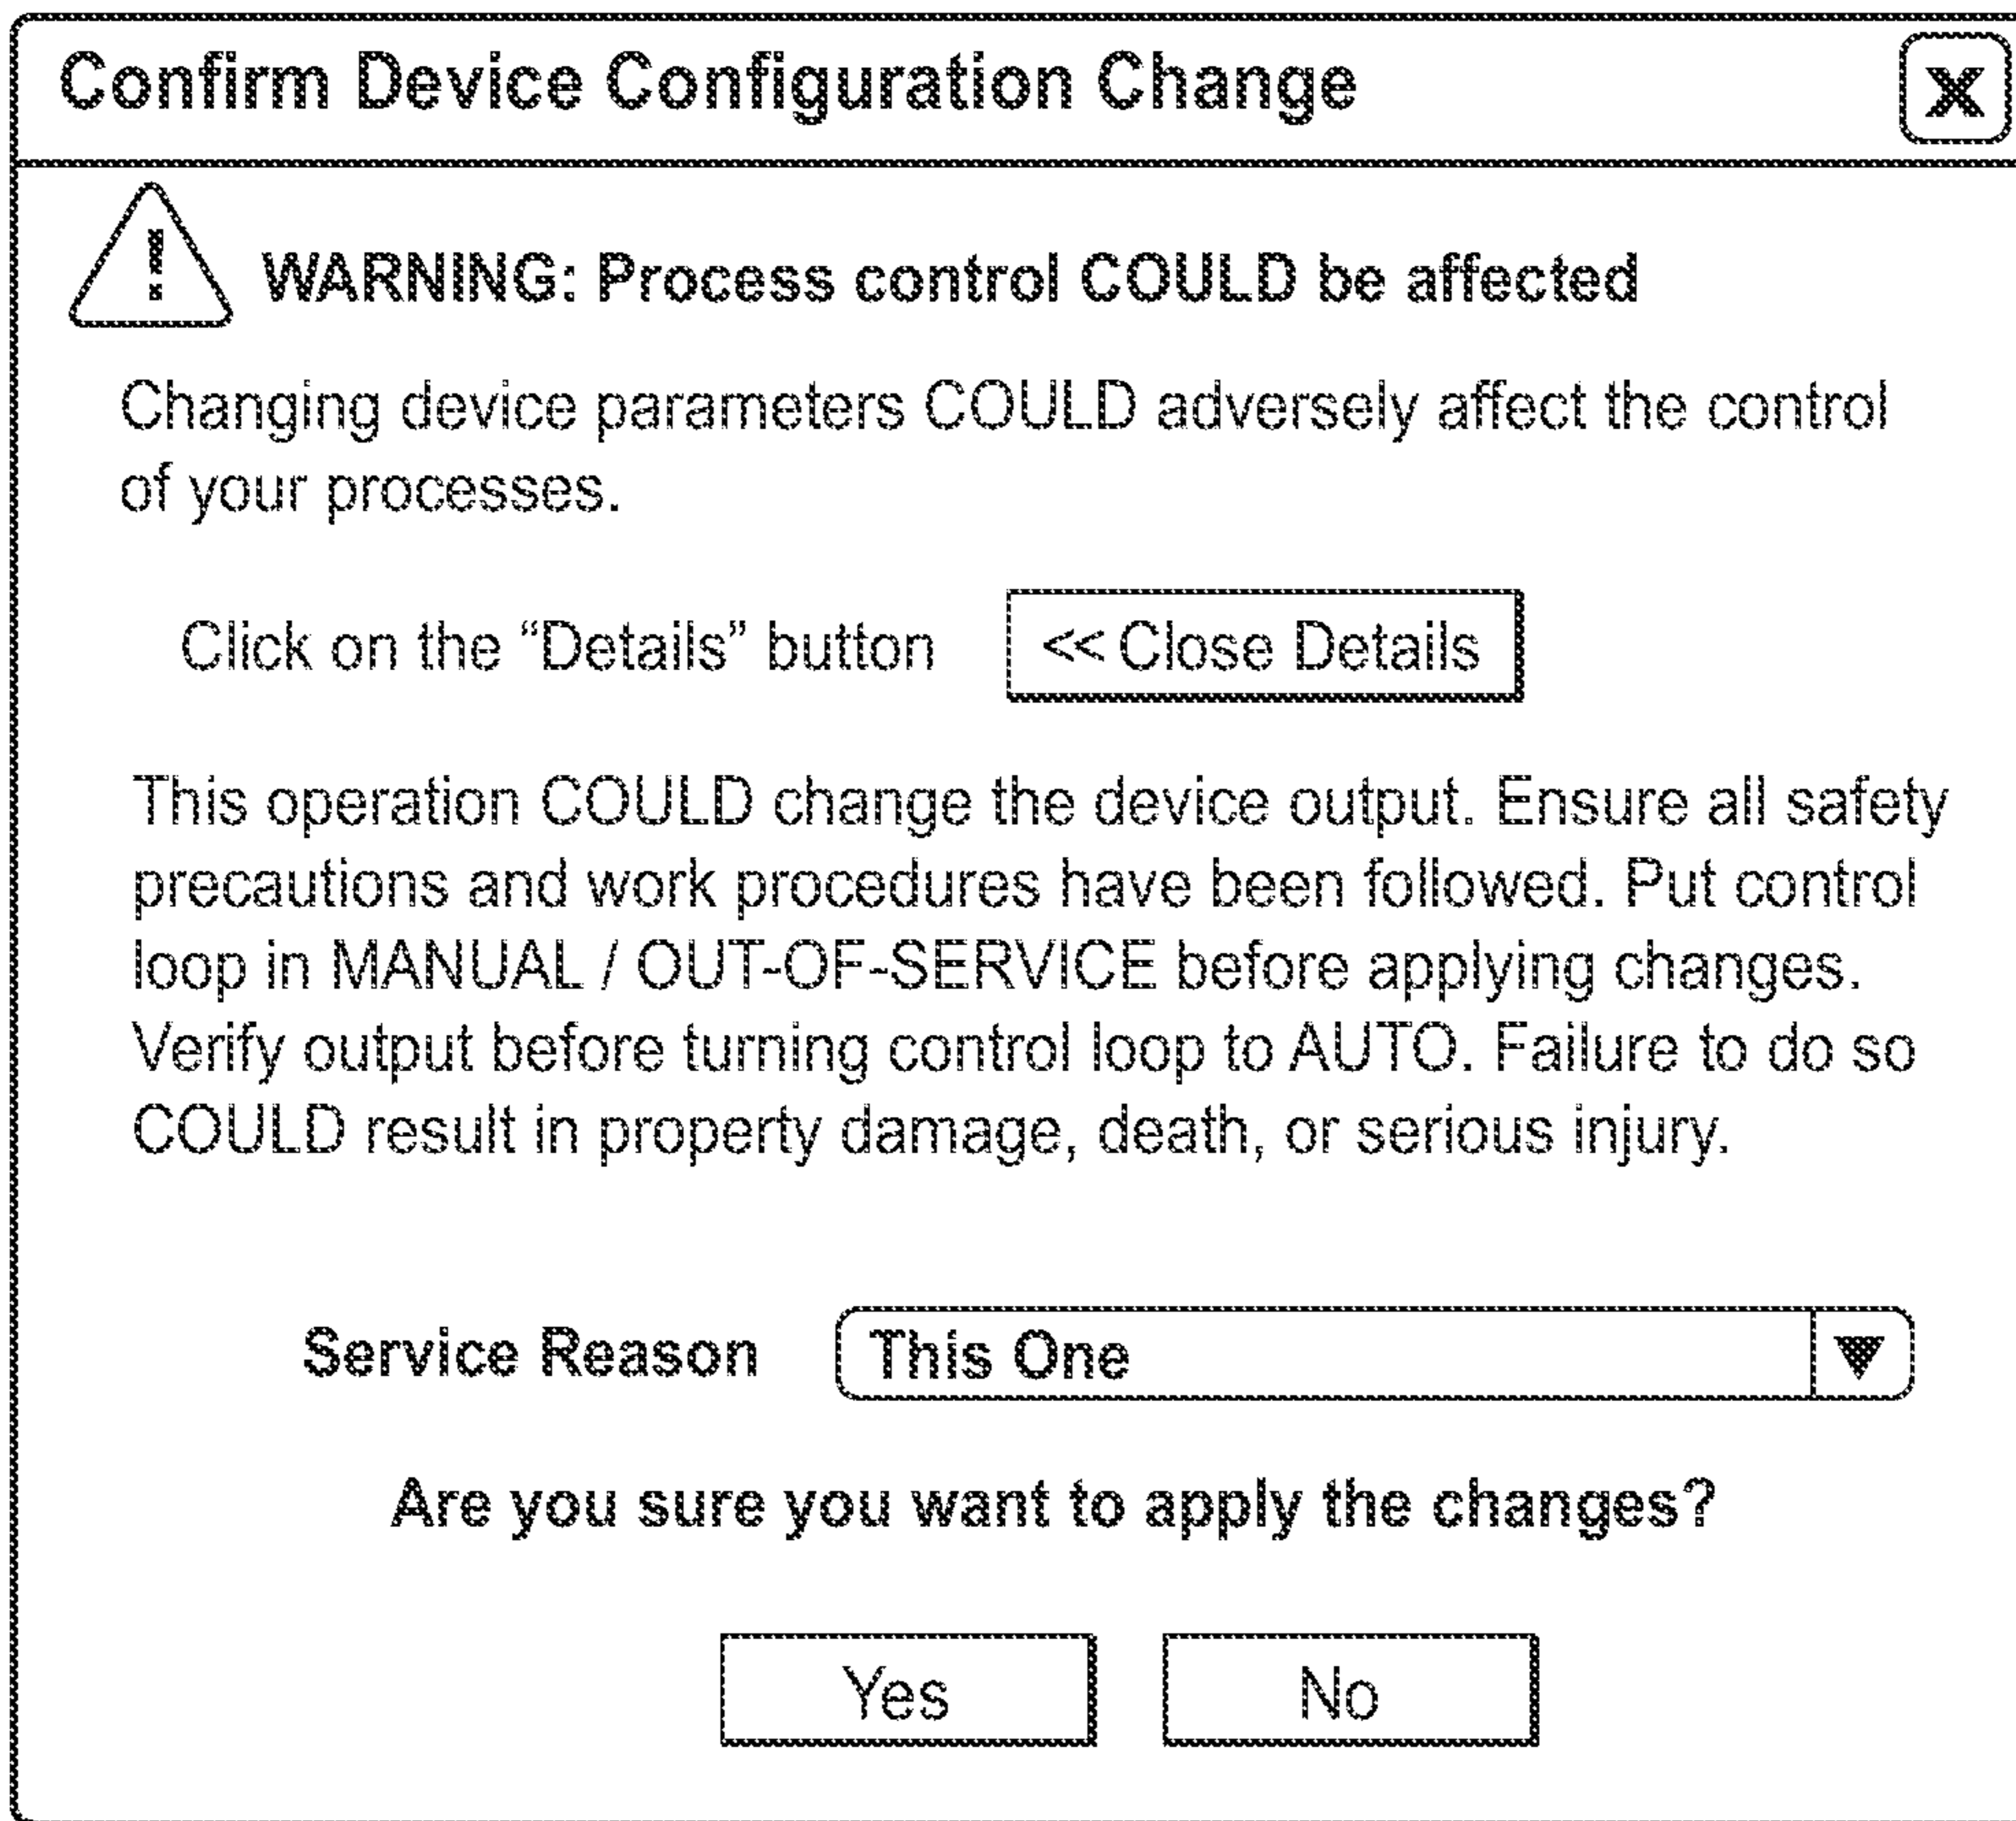 Confirm Device Configuration Change X
! WARNING: Process control COULD be affected
Changing device parameters COULD adversely affect the control
of your processes.
Click on the “Details” button << Close Details
This operation COULD change the device output. Ensure all safety
precautions and work procedures have been followed. Put control
loop in MANUAL / OUT-OF-SERVICE before applying changes.
Verify output before turning control loop to AUTO. Failure to do so
COULD result in property damage, death, or serious injury.
Service Reason This One
Are you sure you want to apply the changes?
Yes No